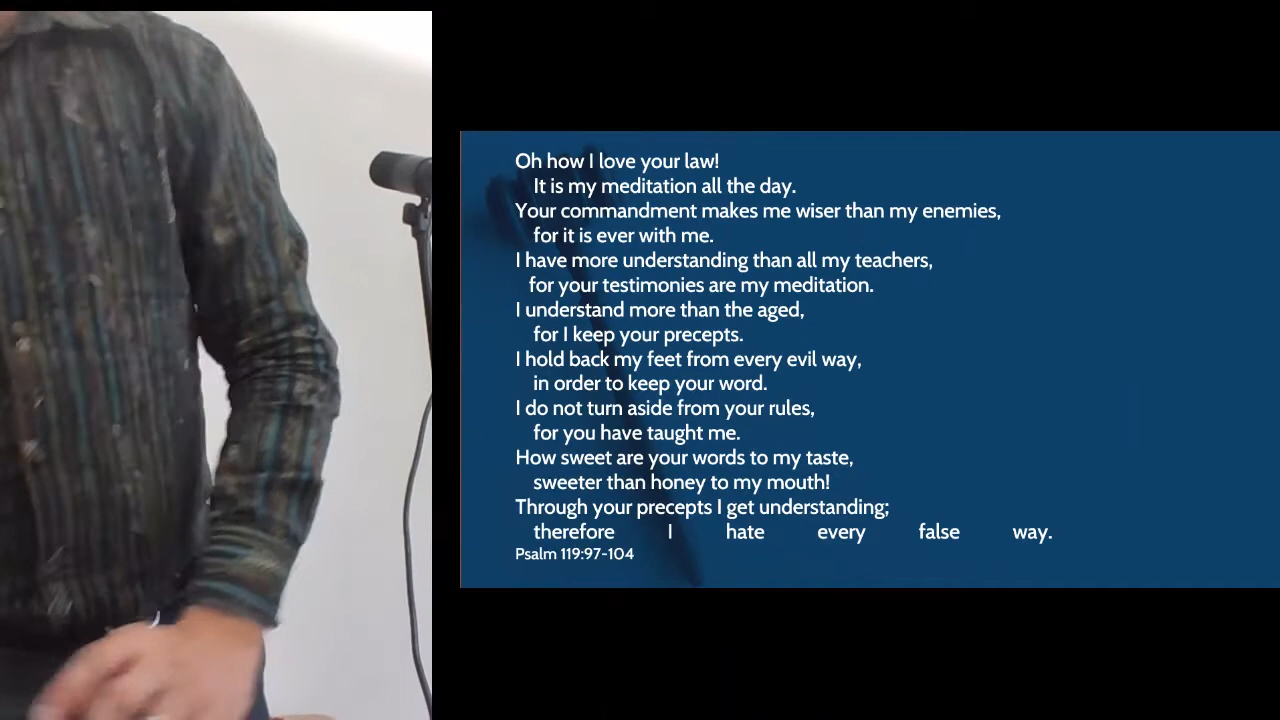 Oh how I love your law!
It is my meditation all the day.
Your commandment makes me wiser than my enemies,
for it is ever with me.
I have more understanding than all my teachers,
for your testimonies are my meditation.
I understand more than the aged,
for I keep your precepts.
I hold back my feet from every evil way,
in order to keep your word.
I do not turn aside from your rules,
for you have taught me.
How sweet are your words to my taste,
sweeter than honey to my mouth!
Through your precepts I get understanding;
therefore I hate every false way.
Psalm 119:97-104